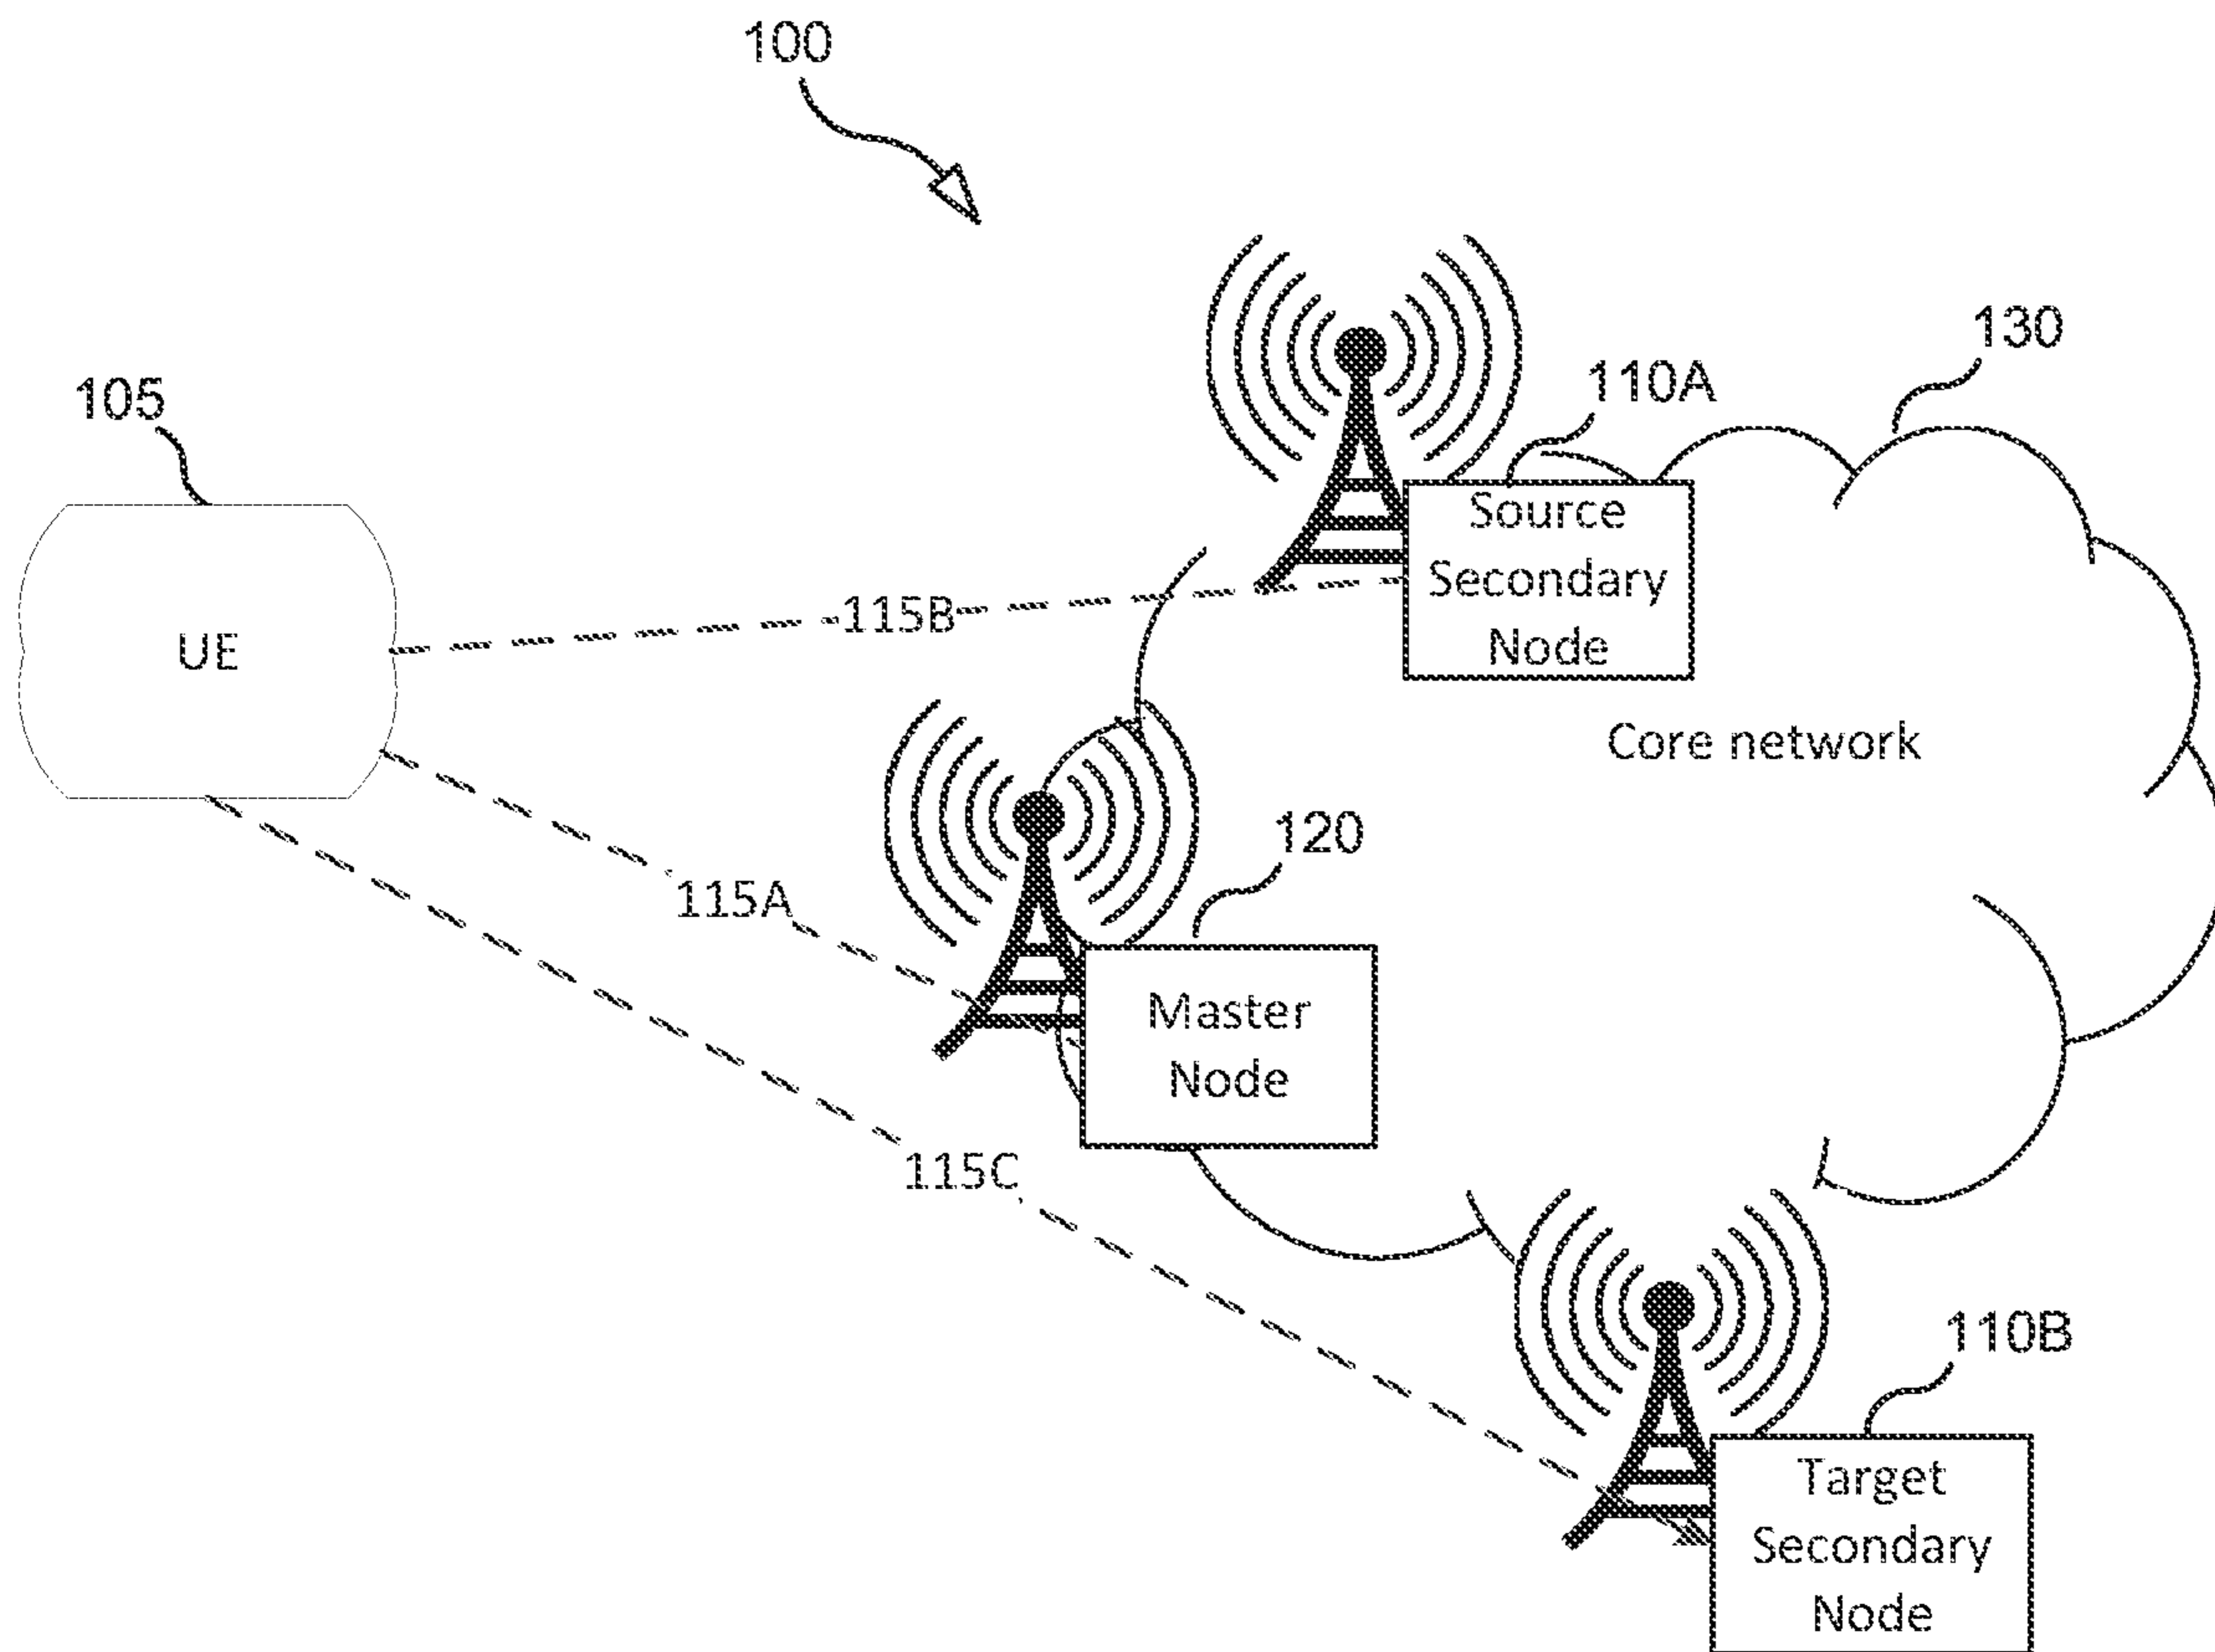 100
130
110A
105
Source
Secondary
Node
115B
UE
Core network
120
115A
Master
Node
115C
110B
Target
Secondary
Node